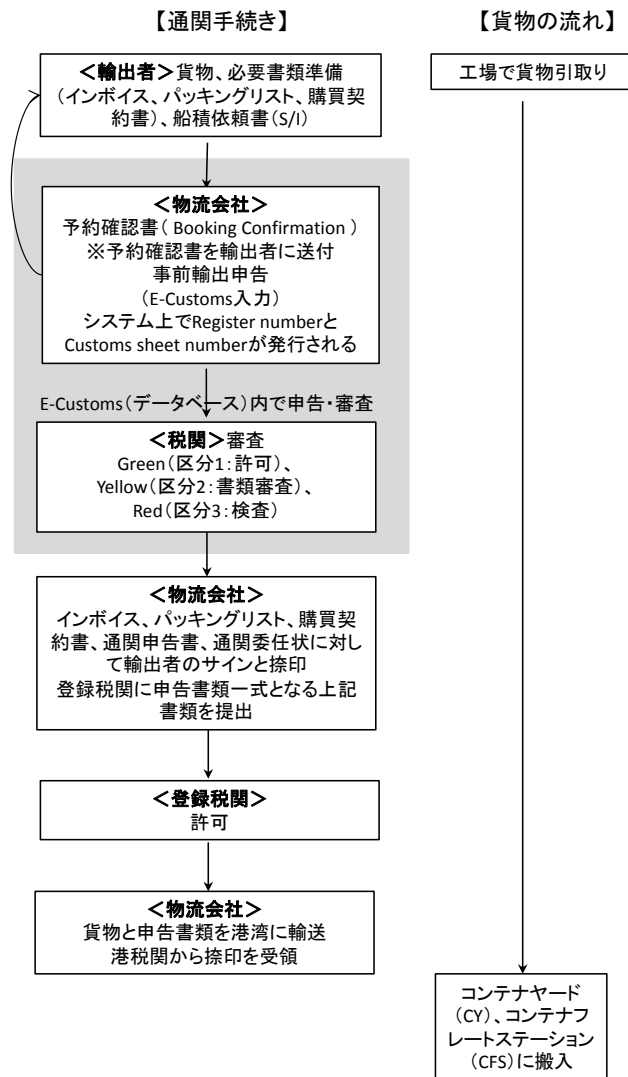 【通関手続き】
<輸出者>貨物、必要書類準備
(インボイス、パッキングリスト、購買契
約書)、船積依頼書(S/I)
<物流会社>
予約確認書( Booking Confirmation )
※予約確認書を輸出者に送付
事前輸出申告
(E-Customs入力)
システム上でRegister numberと
Customs sheet numberが発行される
E-Customs(データベース)内で申告・審査
<税関>審査
Green(区分1:許可)、
Yellow(区分2:書類審査)、
Red(区分3:検査)
<物流会社>
インボイス、パッキングリスト、購買契
約書、通関申告書、通関委任状に対し
て輸出者のサインと捺印
登録税関に申告書類一式となる上記
書類を提出
<登録税関>
許可
<物流会社>
貨物と申告書類を港湾に輸送
港税関から捺印を受領
【貨物の流れ】
工場で貨物引取り
コンテナヤード
(CY)、コンテナフ
レートステーション
(CFS)に搬入